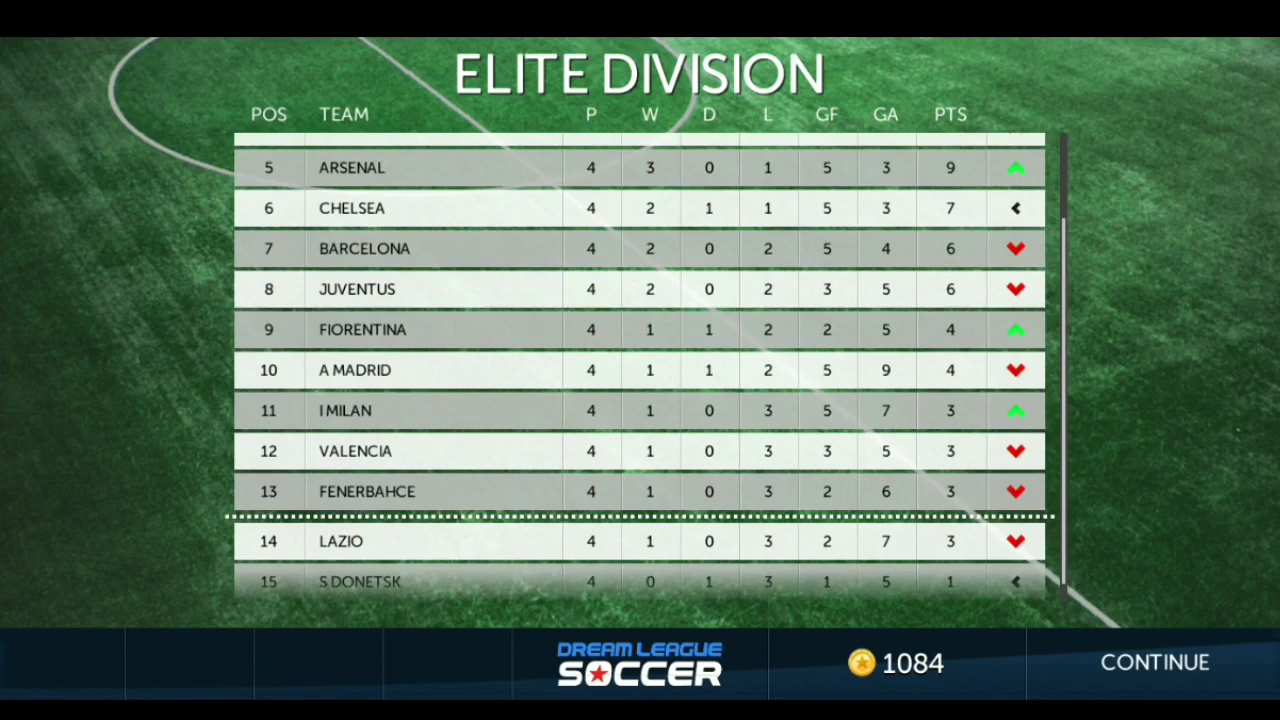 ELITE DIVISION
POS TEAM P W D L GF GA PTS
5 ARSENAL 4 3 0 1 5 3 9
6 CHELSEA 4 2 1 1 5 3 7
7 BARCELONA 4 2 0 2 5 4 6
8 JUVENTUS 4 2 0 2 3 5 6
9 FIORENTINA 4 1 1 2 2 5 4
10 A MADRID 4 1 1 2 5 9 4
11 I MILAN 4 1 0 3 5 7 3
12 VALENCIA 4 1 0 3 3 5 3
13 FENERBAHCE 4 1 0 3 2 6 3
14 LAZIO 4 1 0 3 2 7 3
15 S DONETSK 4 0 1 3 1 5 1
DREAM LEAGUE
SOCCER
1084
CONTINUE